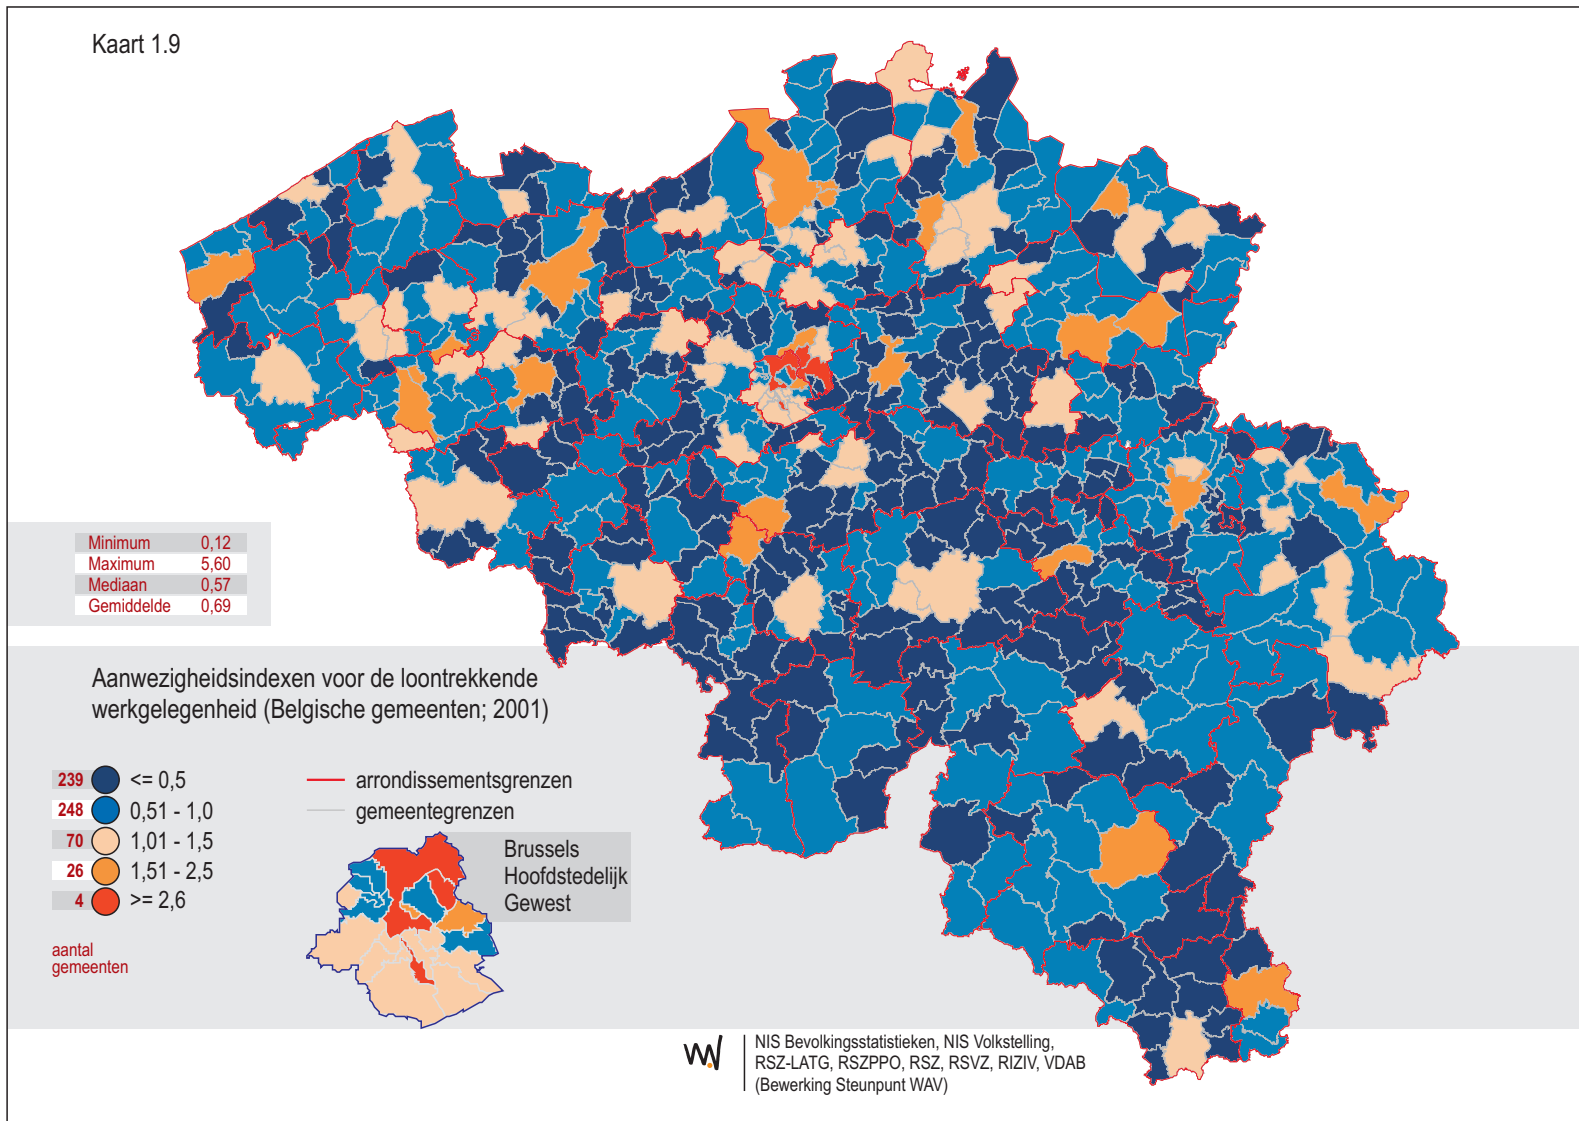 Kaart 1.9
Minimum 0,12
Maximum 5,60
Mediaan 0,57
Gemiddelde 0,69
Aanwezigheidsindexen voor de loontrekkende
werkgelegenheid (Belgische gemeenten; 2001)
239 <= 0,5
248 0,51 - 1,0
70 1,01 - 1,5
26 1,51 - 2,5
4 >= 2,6
aantal
gemeenten
arrondissementsgrenzen
gemeentegrenzen
Brussels
Hoofdstedelijk
Gewest
NIS Bevolkingsstatistieken, NIS Volkstelling,
RSZ-LATG, RSZPPO, RSZ, RSVZ, RIZIV, VDAB
(Bewerking Steunpunt WAV)